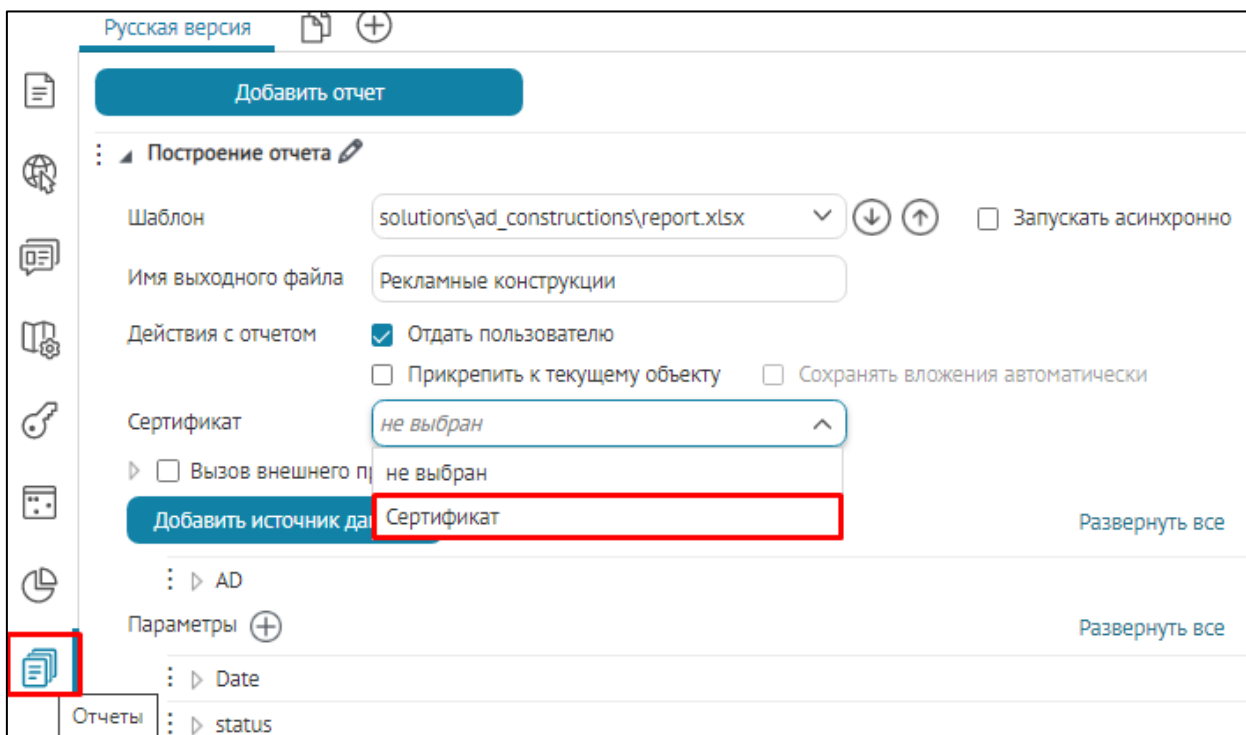 Русская версия
Добавить отчет
Построение отчета
Шаблон solutions\ad_constructions\report.xlsx Запускать асинхронно
Имя выходного файла Рекламные конструкции
Действия с отчетом Отдать пользователю
Прикрепить к текущему объекту Сохранять вложения автоматически
Сертификат не выбран
Вызов внешнего не выбран
Добавить источник Сертификат Развернуть все
AD
Параметры Развернуть все
Date
Отчеты status